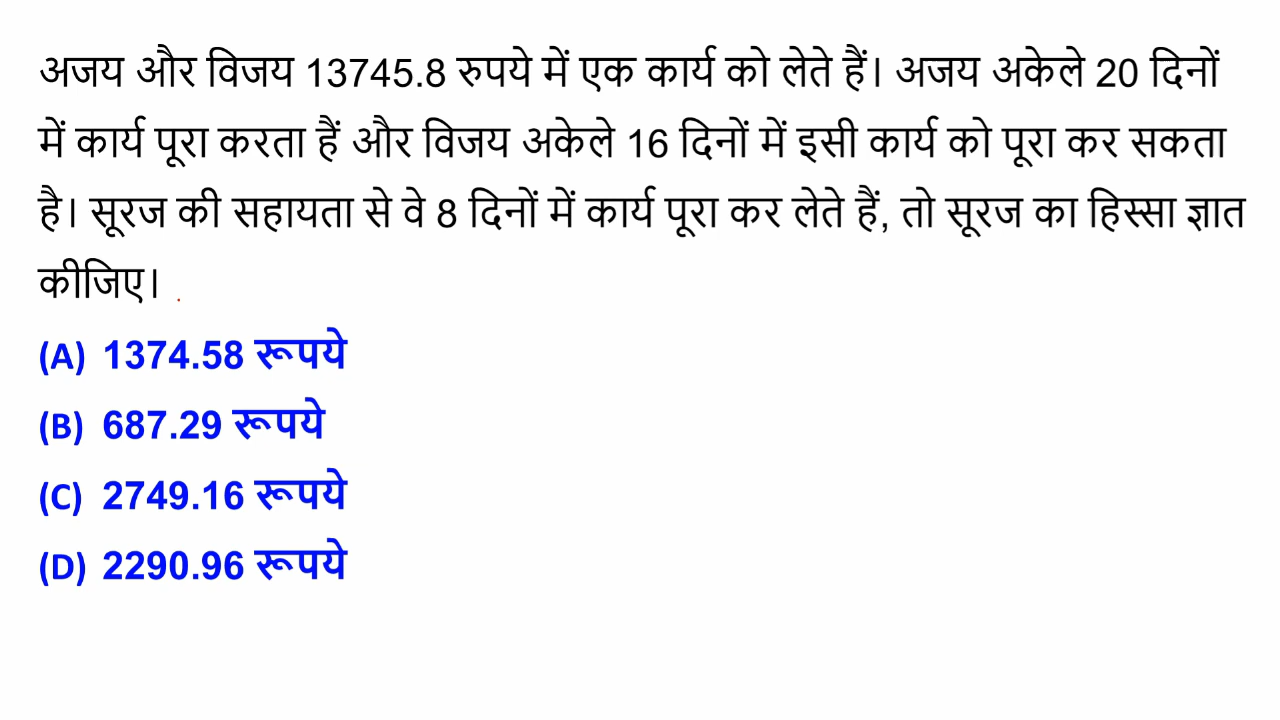 अजय और विजय 13745.8 रुपये में एक कार्य को लेते हैं। अजय अकेले 20 दिनों
में कार्य पूरा करता हैं और विजय अकेले 16 दिनों में इसी कार्य को पूरा कर सकता
है। सूरज की सहायता से वे 8 दिनों में कार्य पूरा कर लेते हैं, तो सूरज का हिस्सा ज्ञात
कीजिए।
(A) 1374.58 रूपये
(B) 687.29 रूपये
(C) 2749.16 रूपये
(D) 2290.96 रूपये